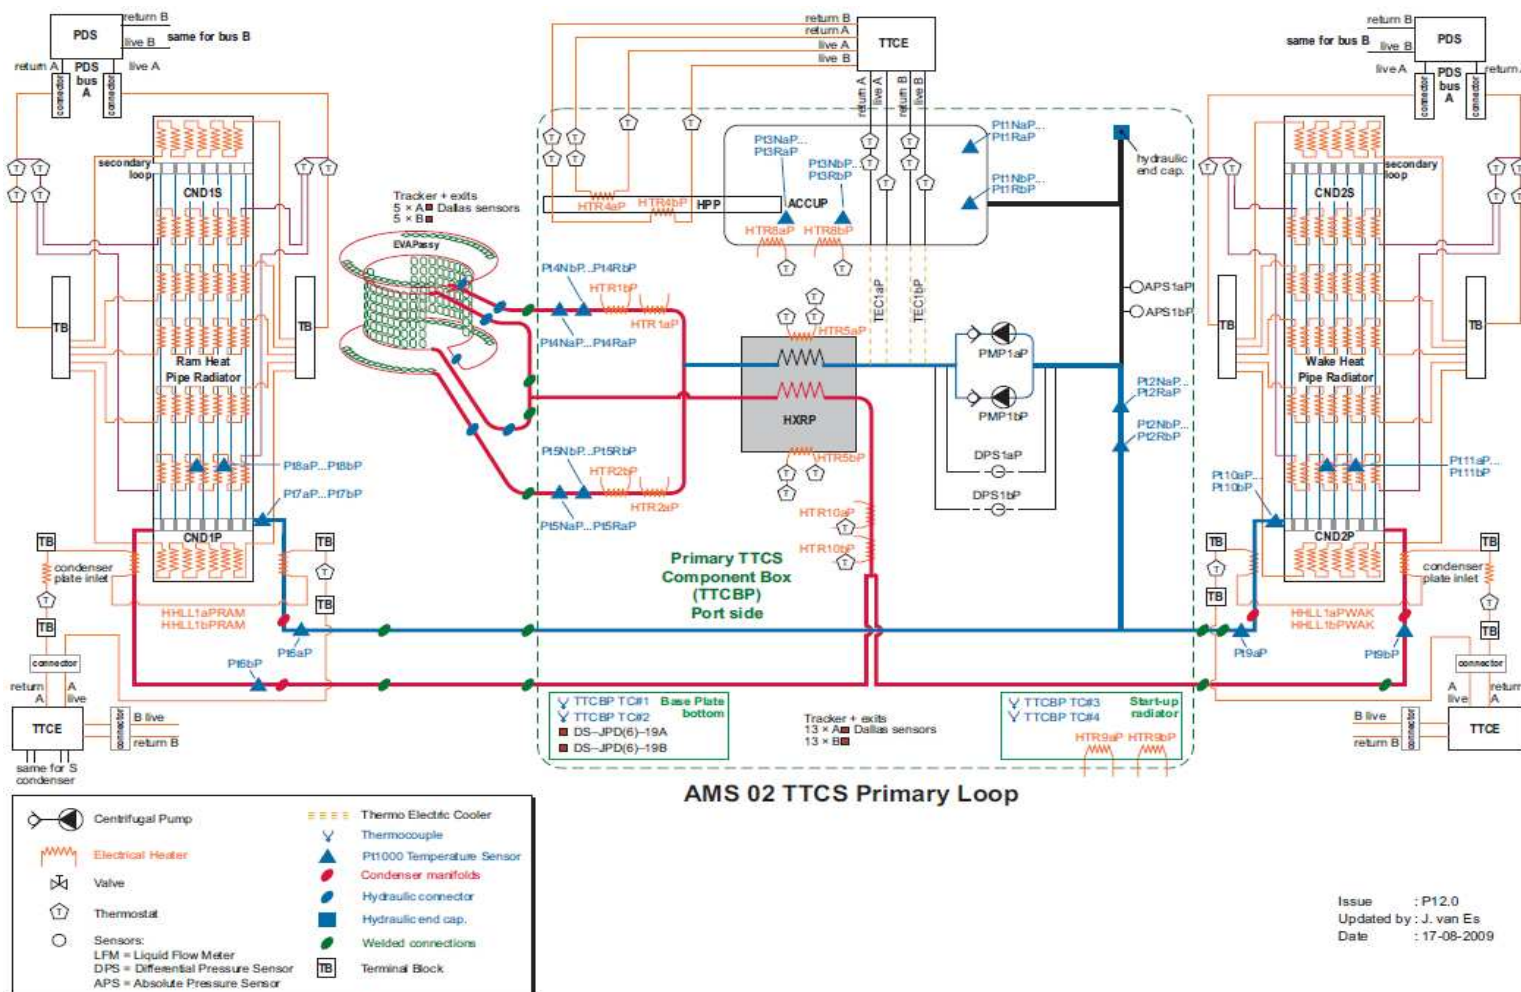 return B
PDS
same for bus B
live B
return A
PDS
bus
A
live A
connector
connector
secondary
loop
CND1S
TB
TB
Ram Heat
Pipe Radiator
Pt8aP...Pt8bP
Pt7aP...Pt7bP
CND1P
TB
TB
condenser
plate inlet
TB
TB
HHLL1aPRAM
HHLL1bPRAM
Pt6aP
Pt6bP
connector
return
A
A
live
TTCE
connector
B live
return B
same for S
condenser
Tracker + exits
5 × A Dallas sensors
5 × B
EVAPassy
return B
return A
live A
live B
TTCE
return A
live A
return B
live B
Pt3NaP...
Pt3RaP
Pt3NbP...
Pt3RbP
Pt1NaP...
Pt1RaP
Pt1NbP...
Pt1RbP
hydraulic
end cap.
HTR4aP
HTR4bP
HPP
ACCUP
HTR8aP
HTR8bP
Pt4NbP...Pt4RbP
HTR1bP
HTR1aP
Pt4NaP...Pt4RaP
HTR5aP
TEC1aP
TEC1bP
APS1aP
APS1bP
PMP1aP
PMP1bP
HXRP
Pt2NaP...
Pt2RaP
Pt2NbP...
Pt2RbP
Pt5NbP...Pt5RbP
HTR2bP
HTR2aP
Pt5NaP...Pt5RaP
HTR5bP
DPS1aP
DPS1bP
HTR10aP
HTR10bP
Primary TTCS
Component Box
(TTCBP)
Port side
TTCBP TC#1
TTCBP TC#2
Base Plate
bottom
DS–JPD(6)–19A
DS–JPD(6)–19B
Tracker + exits
13 × A Dallas sensors
13 × B
TTCBP TC#3
TTCBP TC#4
Start-up
radiator
HTR9aP
HTR9bP
return B
same for bus B
live B
PDS
live A
PDS
bus
A
return A
connector
connector
CND2S
secondary
loop
TB
TB
Wake Heat
Pipe Radiator
Pt10aP...
Pt10bP
Pt11aP...
Pt11bP
CND2P
TB
TB
condenser
plate inlet
TB
TB
HHLL1aPWAK
HHLL1bPWAK
Pt9aP
Pt9bP
connector
A
live
return
A
B live
return B
connector
TTCE
AMS 02 TTCS Primary Loop
Centrifugal Pump
Electrical Heater
Valve
Thermostat
Sensors:
LFM = Liquid Flow Meter
DPS = Differential Pressure Sensor
APS = Absolute Pressure Sensor
Thermo Electric Cooler
Thermocouple
Pt1000 Temperature Sensor
Condenser manifolds
Hydraulic connector
Hydraulic end cap.
Welded connections
TB Terminal Block
Issue : P12.0
Updated by : J. van Es
Date : 17-08-2009